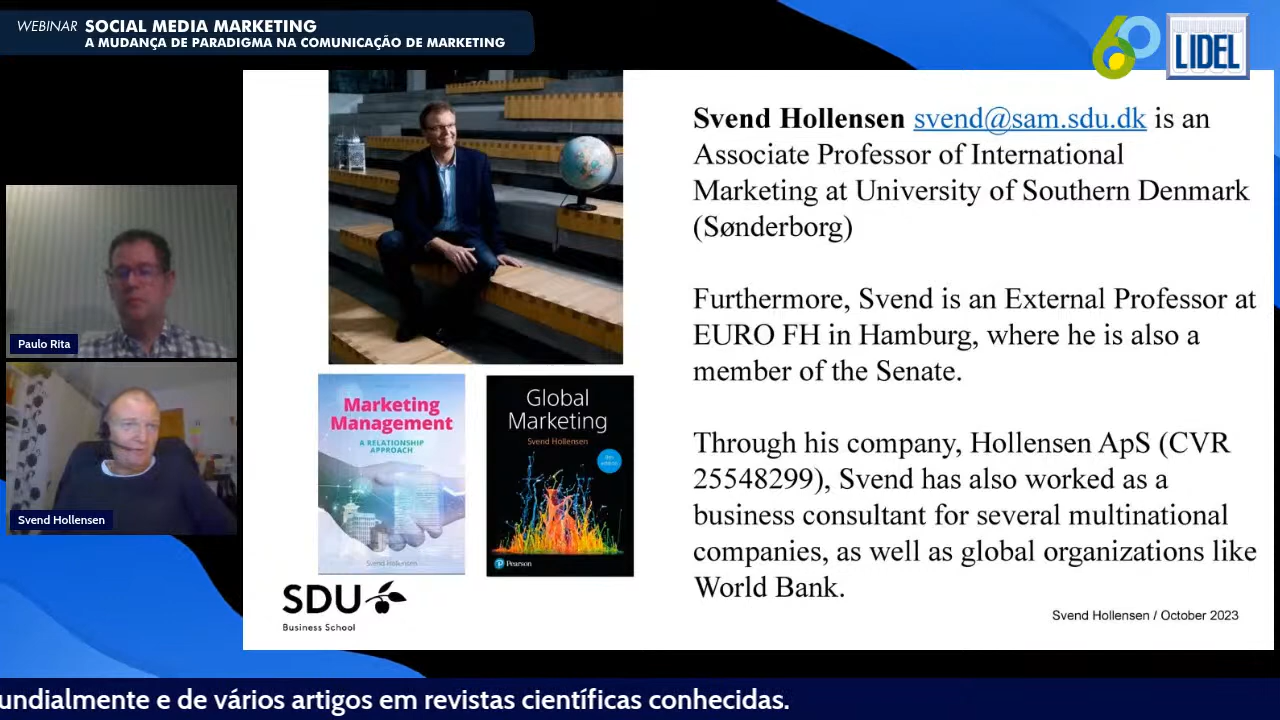 WEBINAR SOCIAL MEDIA MARKETING
A MUDANÇA DE PARADIGMA NA COMUNICAÇÃO DE MARKETING
60
LIDEL
Paulo Rita
Svend Hollensen
Marketing
Management
A RELATIONSHIP
APPROACH
Svend Hollensen
Global
Marketing
Svend Hollensen
Pearson
SDU
Business School
Svend Hollensen svend@sam.sdu.dk is an
Associate Professor of International
Marketing at University of Southern Denmark
(Sønderborg)
Furthermore, Svend is an External Professor at
EURO FH in Hamburg, where he is also a
member of the Senate.
Through his company, Hollensen ApS (CVR
25548299), Svend has also worked as a
business consultant for several multinational
companies, as well as global organizations like
World Bank.
Svend Hollensen / October 2023
undialmente e de vários artigos em revistas científicas conhecidas.